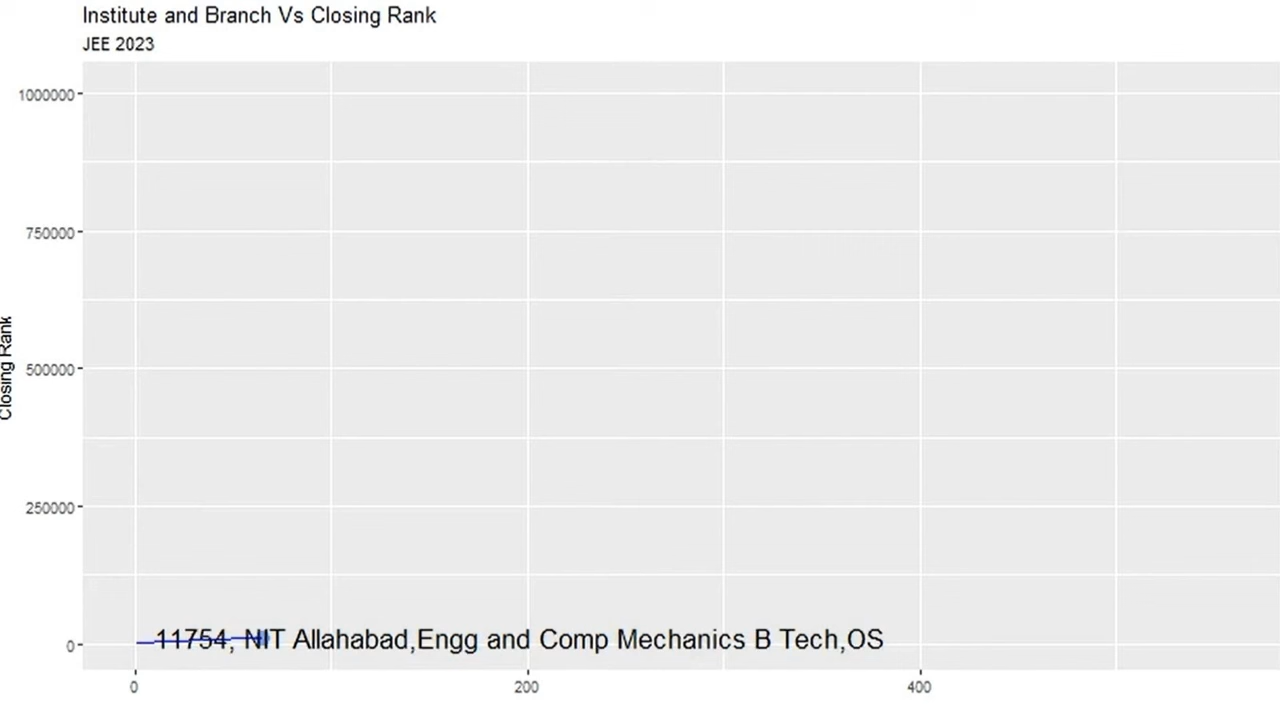 Institute and Branch Vs Closing Rank
JEE 2023
1000000
750000
500000
250000
0
Closing Rank
11754, NIT Allahabad,Engg and Comp Mechanics B Tech,OS
0
200
400